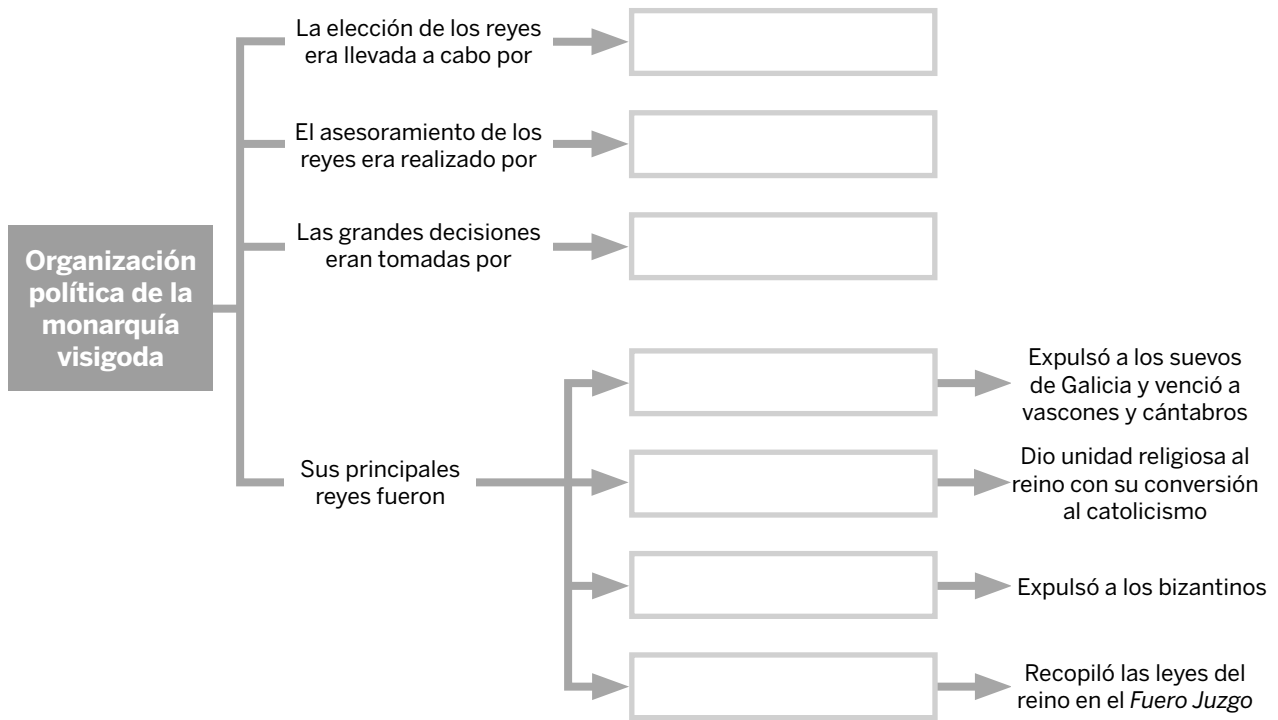 Organización
política de la
monarquía
visigoda
La elección de los reyes
era llevada a cabo por
El asesoramiento de los
reyes era realizado por
Las grandes decisiones
eran tomadas por
Sus principales
reyes fueron
Expulsó a los suevos
de Galicia y venció a
vascones y cántabros
Dio unidad religiosa al
reino con su conversión
al catolicismo
Expulsó a los bizantinos
Recopiló las leyes del
reino en el Fuero Juzgo